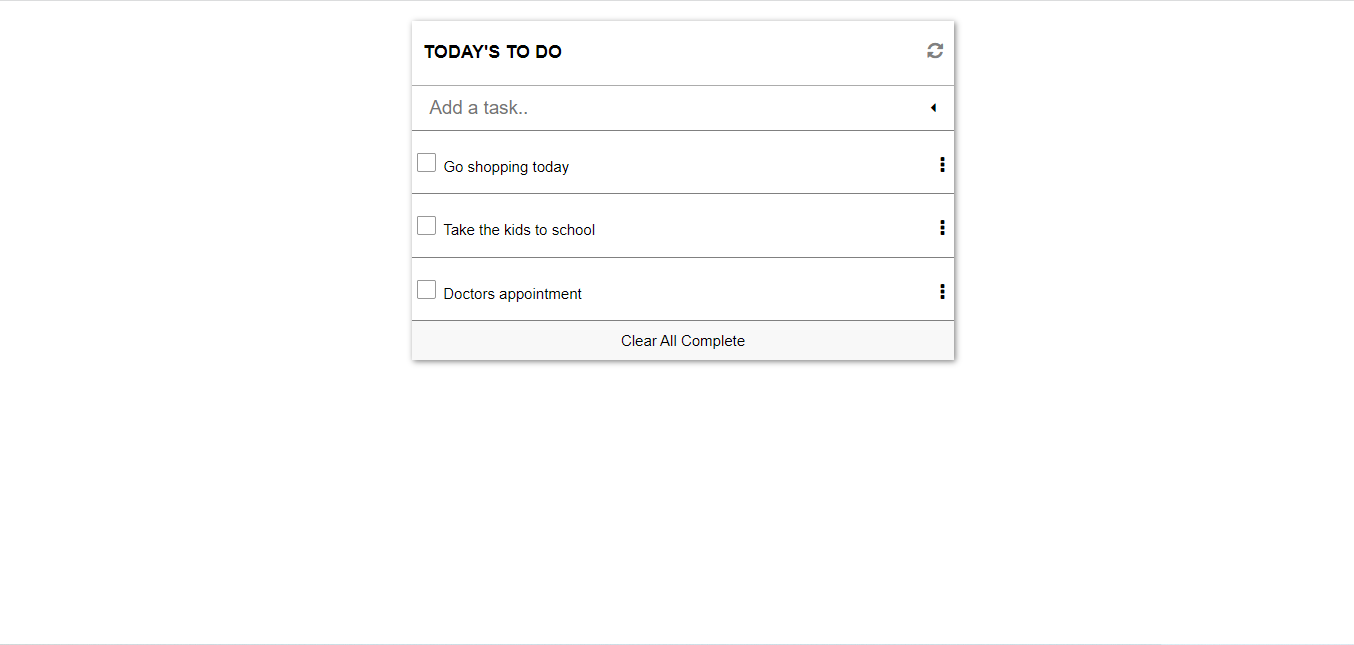 TODAY'S TO DO
Add a task..
Go shopping today
Take the kids to school
Doctors appointment
Clear All Complete